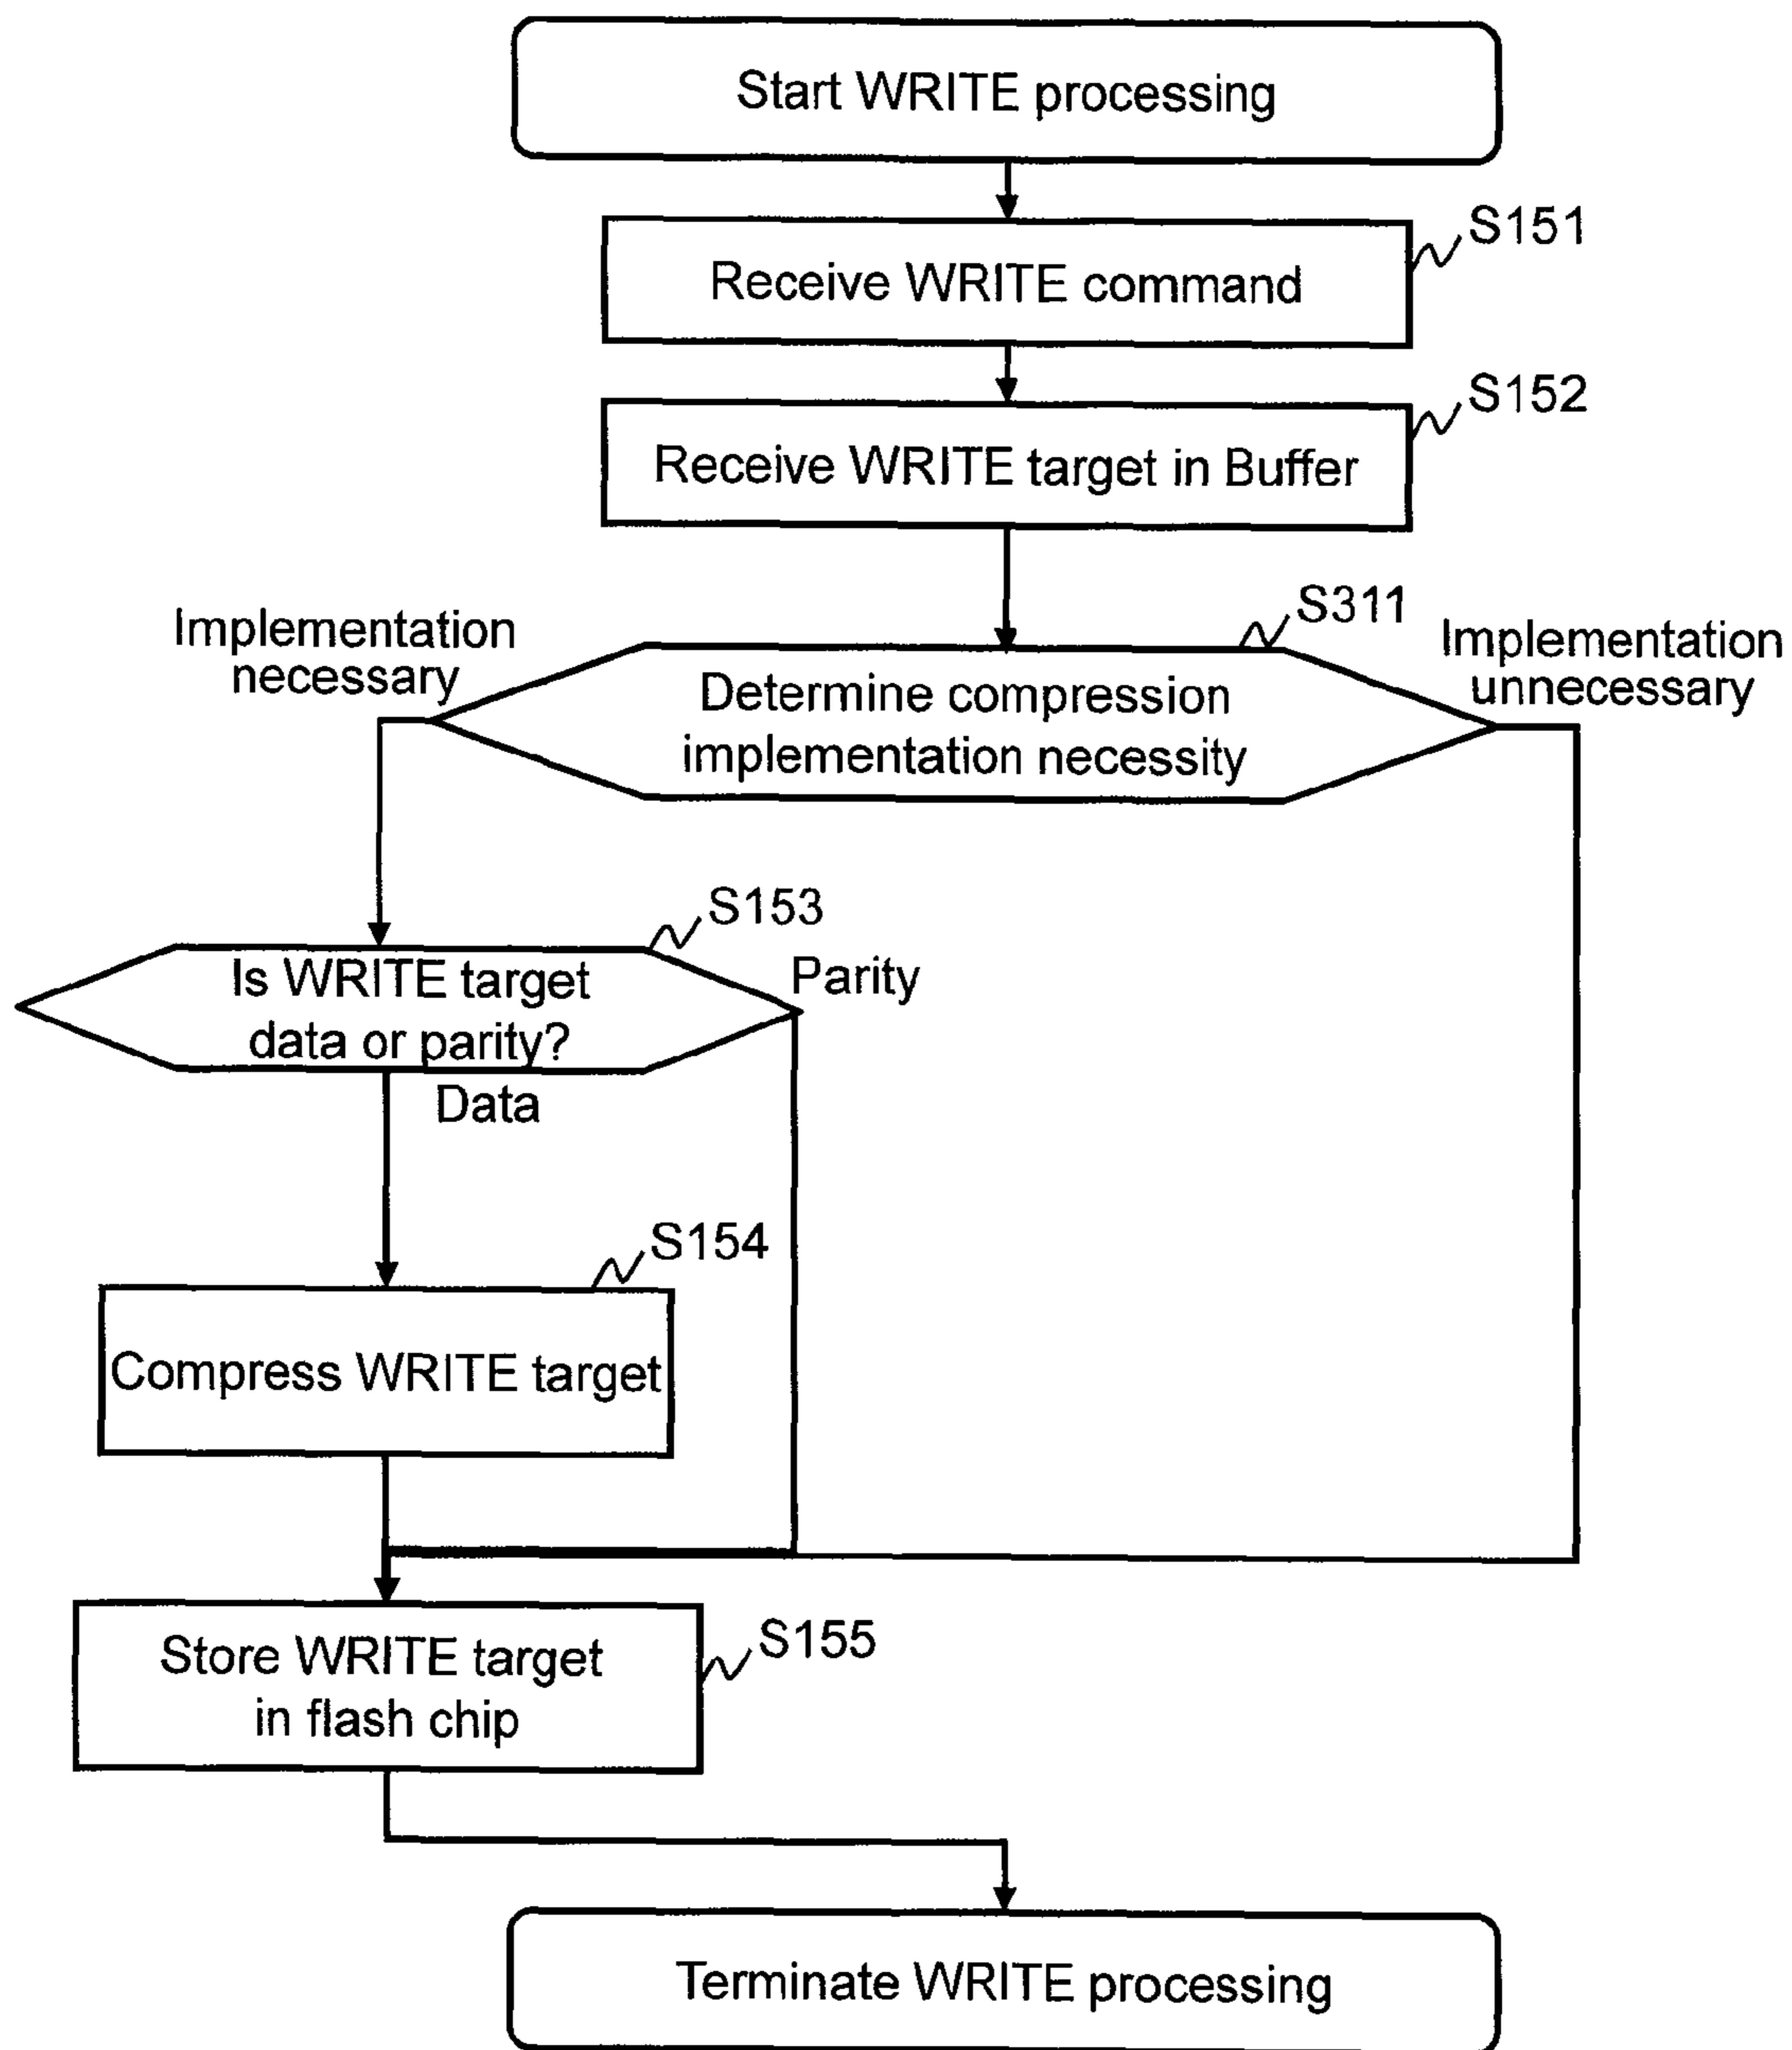 Start WRITE processing
S151
Receive WRITE command
S152
Receive WRITE target in Buffer
S311
Implementation
necessary
Implementation
unnecessary
Determine compression
implementation necessity
S153
Is WRITE target
data or parity?
Parity
Data
S154
Compress WRITE target
Store WRITE target
in flash chip
S155
Terminate WRITE processing